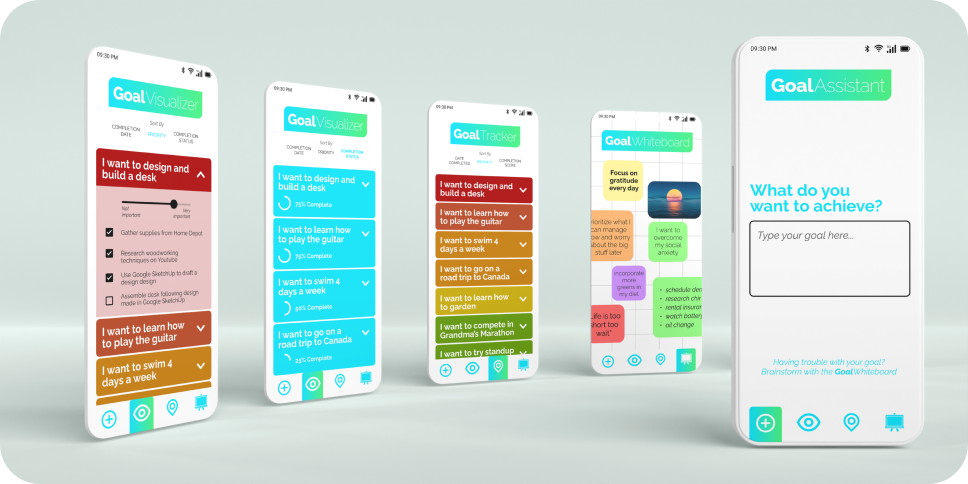 09:30 PM
GoalVisualizer
Sort By
COMPLETION
DATE
PRIORITY
COMPLETION
STATUS
I want to design and
build a desk
Not
important
Very
important
Gather supplies from Home Depot
Research woodworking
techniques on Youtube
Use Google SketchUp to draft a
design design
Assemble desk following design
made in Google SketchUp
I want to learn how
to play the guitar
I want to swim 4
days a week
09:30 PM
GoalVisualizer
Sort By
COMPLETION
DATE
PRIORITY
COMPLETION
STATUS
I want to design and
build a desk
75% Complete
I want to learn how
to play the guitar
75% Complete
I want to swim 4
days a week
50% Complete
I want to go on a
road trip to Canada
25% Complete
09:30 PM
GoalTracker
Sort By
DATE
COMPLETED
PRIORITY
COMPLETION
SCORE
I want to design and
build a desk
I want to learn how
to play the guitar
I want to swim 4
days a week
I want to go on a
road trip to Canada
I want to learn how
to garden
I want to compete in
Grandma's Marathon
I want to try standup
09:30 PM
GoalWhiteboard
Focus on
gratitude
every day
oritize what I
can manage
ow and worry
about the big
stuff later
I want to
overcome
my social
anxiety
incorporate
more
greens in
my diet
Life is too
short too
wait"
• schedule den
• research chir
• rental insuran
• watch battery
• oil change
09:30 PM
GoalAssistant
What do you
want to achieve?
Type your goal here...
Having trouble with your goal?
Brainstorm with the GoalWhiteboard